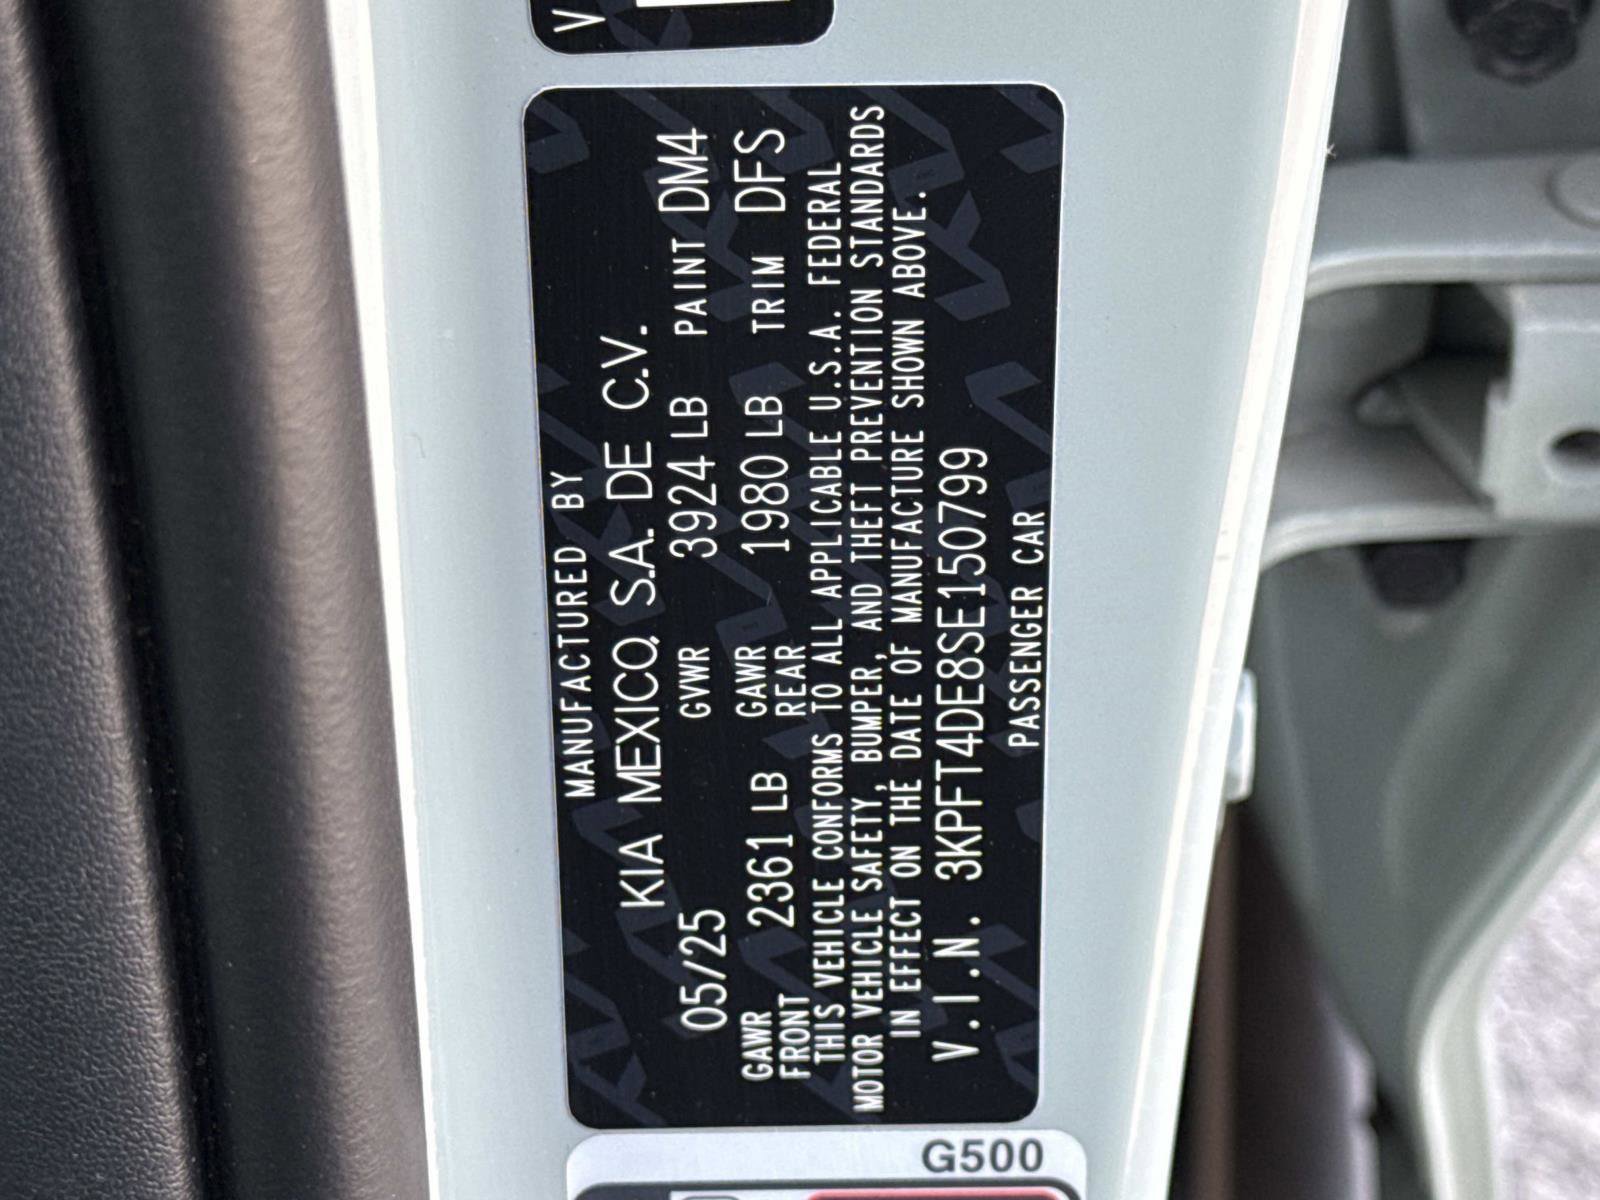 V
MANUFACTURED BY
KIA MEXICO, S.A. DE C.V.
05/25 GVWR 3924 LB PAINT DM4
GAWR FRONT 2361 LB GAWR REAR 1980 LB TRIM DFS
THIS VEHICLE CONFORMS TO ALL APPLICABLE U.S.A. FEDERAL
MOTOR VEHICLE SAFETY, BUMPER, AND THEFT PREVENTION STANDARDS
IN EFFECT ON THE DATE OF MANUFACTURE SHOWN ABOVE.
V.I.N. 3KPFT4DE8SE150799
PASSENGER CAR
G500